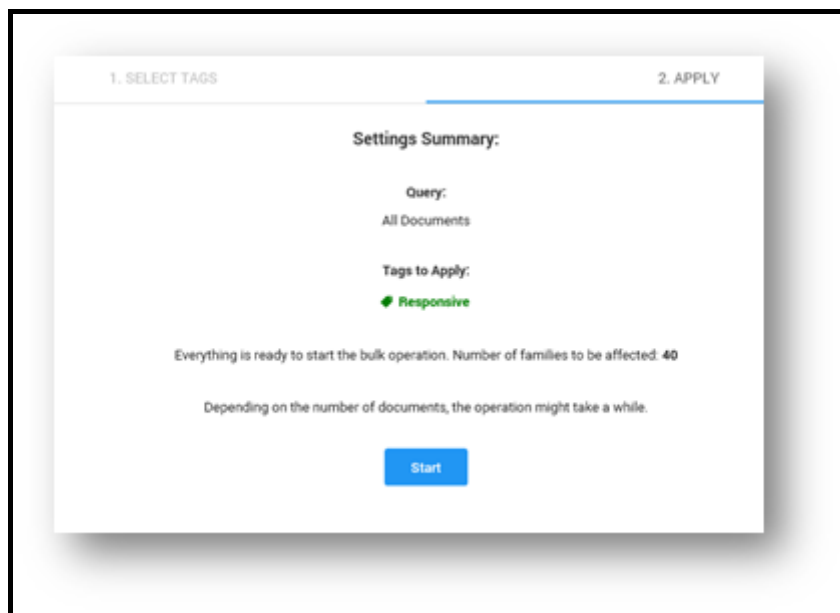 1. SELECT TAGS
2. APPLY
Settings Summary:
Query:
All Documents
Tags to Apply:
Responsive
Everything is ready to start the bulk operation. Number of families to be affected: 40
Depending on the number of documents, the operation might take a while.
Start